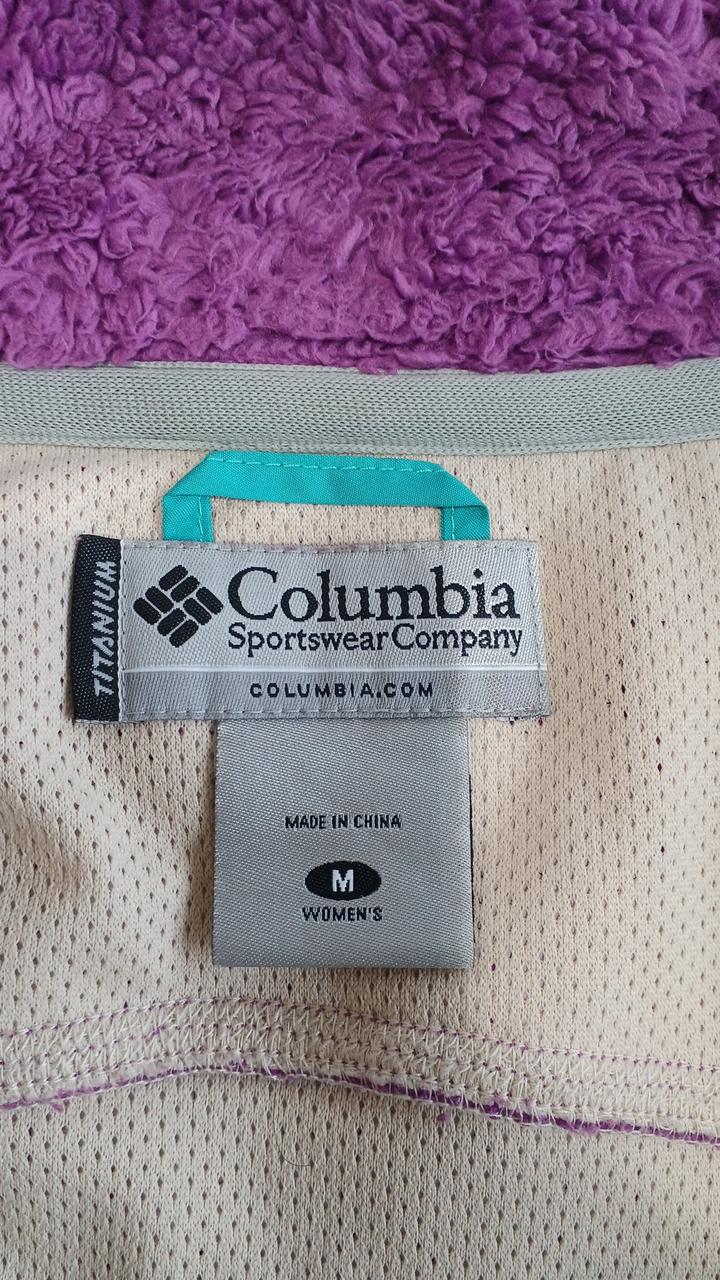 TITANIUM
Columbia
Sportswear Company
COLUMBIA.COM
MADE IN CHINA
M
WOMEN'S